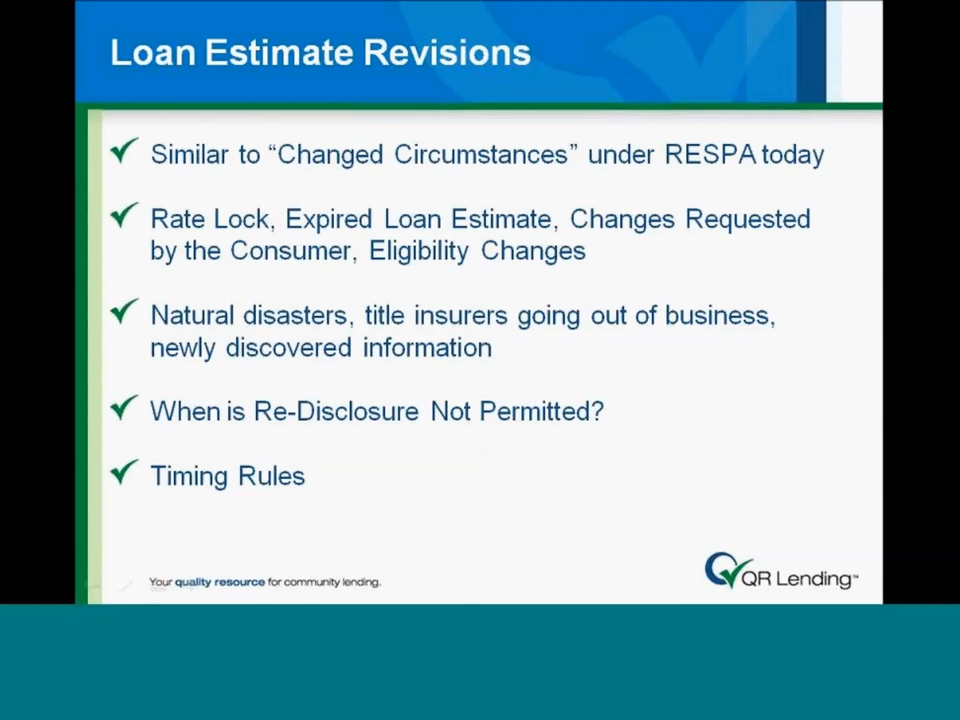 Loan Estimate Revisions
Similar to “Changed Circumstances” under RESPA today
Rate Lock, Expired Loan Estimate, Changes Requested
by the Consumer, Eligibility Changes
Natural disasters, title insurers going out of business,
newly discovered information
When is Re-Disclosure Not Permitted?
Timing Rules
Your quality resource for community lending.
QR Lending™